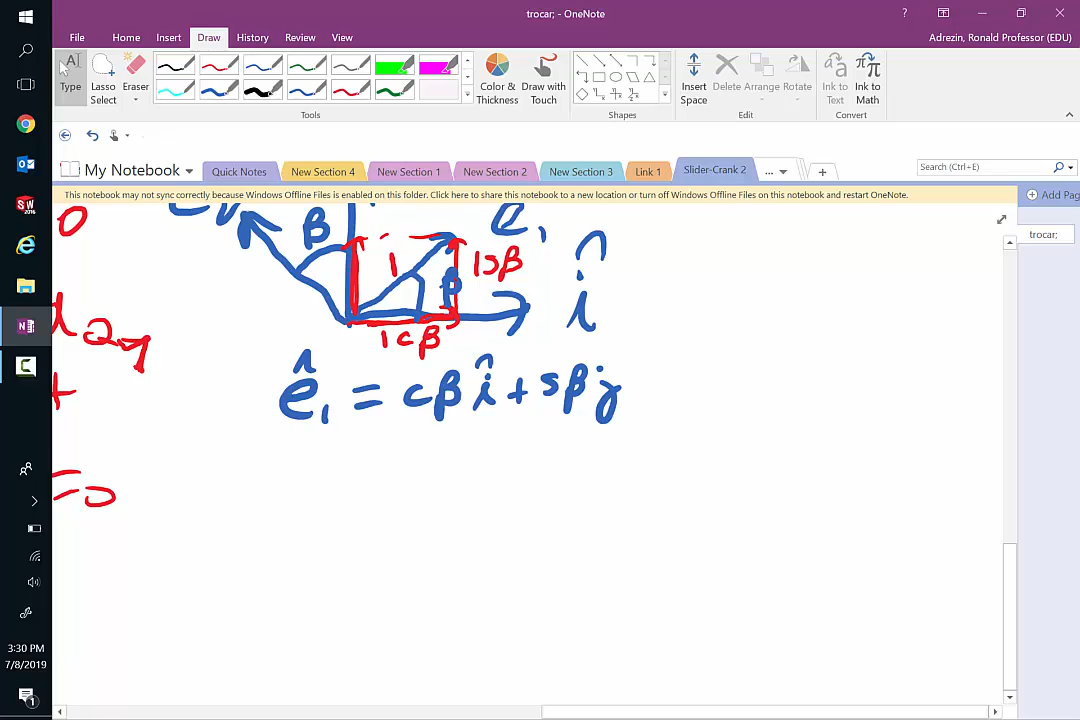 trocar; - OneNote
?
File Home Insert Draw History Review View
Adrezin, Ronald Professor (EDU)
Type
Lasso Select
Eraser
Color & Thickness
Draw with Touch
Insert Space
Delete
Arrange
Rotate
Ink to Text
Ink to Math
Tools
Shapes
Edit
Convert
My Notebook
Quick Notes
New Section 4
New Section 1
New Section 2
New Section 3
Link 1
Slider-Crank 2
...
+
Search (Ctrl+E)
This notebook may not sync correctly because Windows Offline Files is enabled on this folder. Click here to share this notebook to a new location or turn off Windows Offline Files on this notebook and restart OneNote.
Add Pag
trocar;
0
β
e1
1
1sβ
β
î
1cβ
ê1 = cβ î + sβ j
=0
3:30 PM
7/8/2019
1